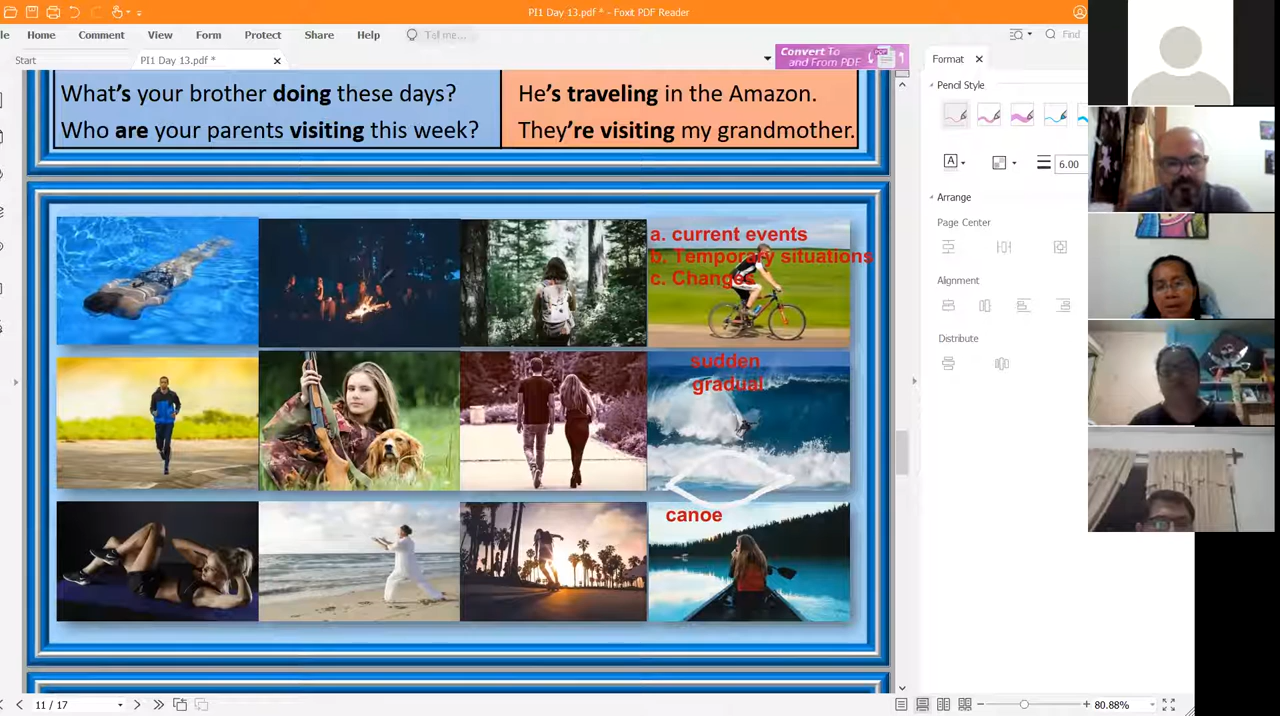 PI1 Day 13.pdf * - Foxit PDF Reader
Home Comment View Form Protect Share Help Tell me... Find
Start PI1 Day 13.pdf * Convert To and From PDF
What's your brother doing these days? He's traveling in the Amazon.
Who are your parents visiting this week? They're visiting my grandmother.
a. current events
b. Temporary situations
c. Changes
sudden
gradual
canoe
Format
Pencil Style
6.00
Arrange
Page Center
Alignment
Distribute
11 / 17
80.88%